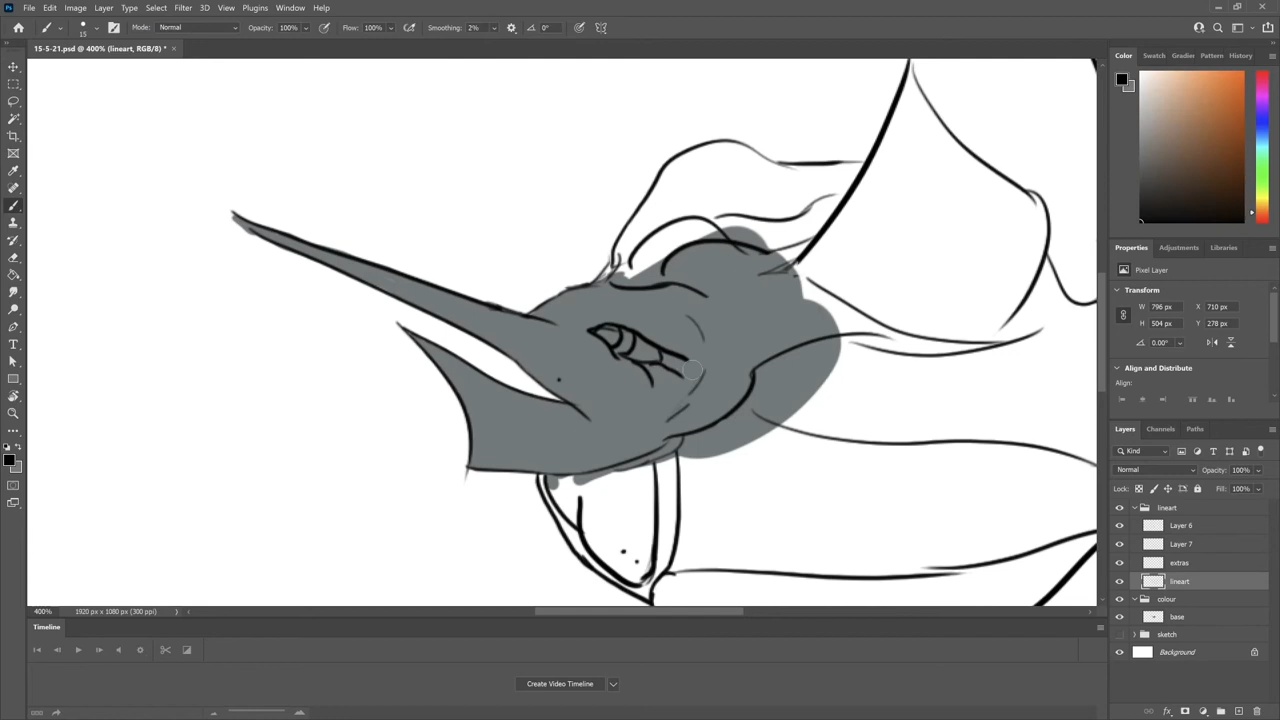 File Edit Image Layer Type Select Filter 3D View Plugins Window Help
15 Mode: Normal Opacity: 100% Flow: 100% Smoothing: 2% 0°
15-5-21.psd @ 400% (lineart, RGB/8) *
Color Swatch Gradier Pattern History
Properties Adjustments Libraries
Pixel Layer
Transform
W 796 px X 710 px
H 504 px Y 278 px
0.00°
Align and Distribute
Align:
Layers Channels Paths
Kind
Normal Opacity: 100%
Lock: Fill: 100%
lineart
Layer 6
Layer 7
extras
lineart
colour
base
sketch
Background
400% 1920 px x 1080 px (300 ppi)
Timeline
Create Video Timeline